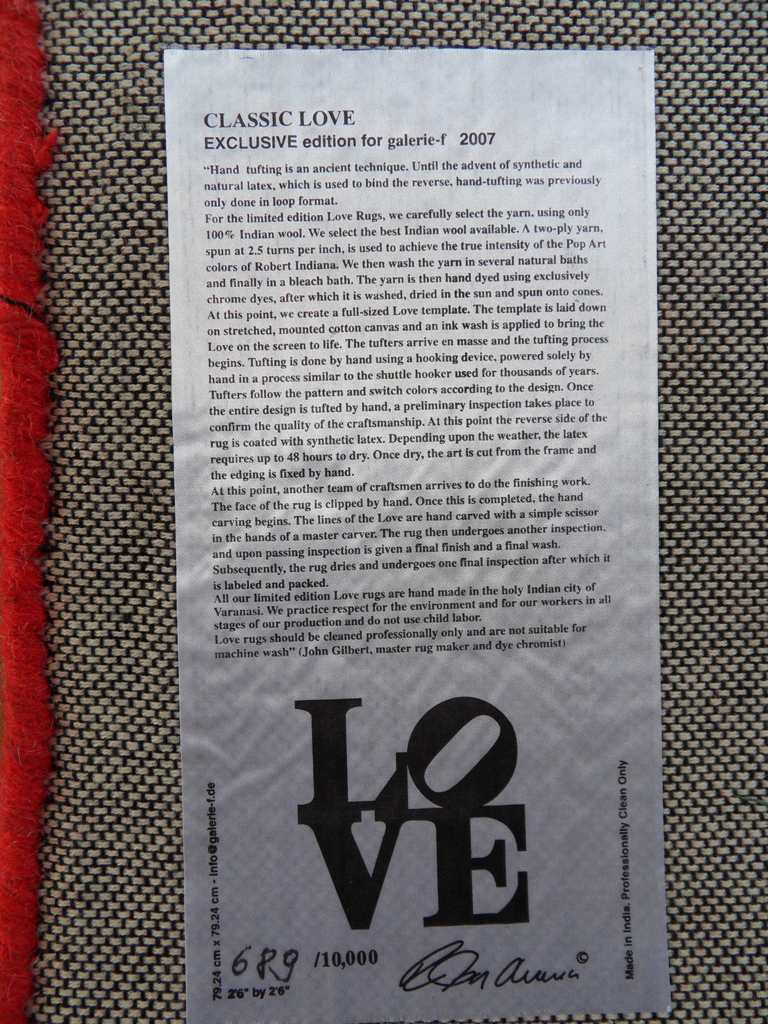 CLASSIC LOVE
EXCLUSIVE edition for galerie-f 2007
"Hand tufting is an ancient technique. Until the advent of synthetic and
natural latex, which is used to bind the reverse, hand-tufting was previously
only done in loop format.
For the limited edition Love Rugs, we carefully select the yarn, using only
100% Indian wool. We select the best Indian wool available. A two-ply yarn,
spun at 2.5 turns per inch, is used to achieve the true intensity of the Pop Art
colors of Robert Indiana. We then wash the yarn in several natural baths
and finally in a bleach bath. The yarn is then hand dyed using exclusively
chrome dyes, after which it is washed, dried in the sun and spun onto cones.
At this point, we create a full-sized Love template. The template is laid down
on stretched, mounted cotton canvas and an ink wash is applied to bring the
Love on the screen to life. The tufters arrive en masse and the tufting process
begins. Tufting is done by hand using a hooking device, powered solely by
hand in a process similar to the shuttle hooker used for thousands of years.
Tufters follow the pattern and switch colors according to the design. Once
the entire design is tufted by hand, a preliminary inspection takes place to
confirm the quality of the craftsmanship. At this point the reverse side of the
rug is coated with synthetic latex. Depending upon the weather, the latex
requires up to 48 hours to dry. Once dry, the art is cut from the frame and
the edging is fixed by hand.
At this point, another team of craftsmen arrives to do the finishing work.
The face of the rug is clipped by hand. Once this is completed, the hand
carving begins. The lines of the Love are hand carved with a simple scissor
in the hands of a master carver. The rug then undergoes another inspection,
and upon passing inspection is given a final finish and a final wash.
Subsequently, the rug dries and undergoes one final inspection after which it
is labeled and packed.
All our limited edition Love rugs are hand made in the holy Indian city of
Varanasi. We practice respect for the environment and for our workers in all
stages of our production and do not use child labor.
Love rugs should be cleaned professionally only and are not suitable for
machine wash" (John Gilbert, master rug maker and dye chromist)
LO
VE
79.24 cm x 79.24 cm - info@galerie-f.de
689 /10,000
2'6" by 2'6"
©
Made in India. Professionally Clean Only